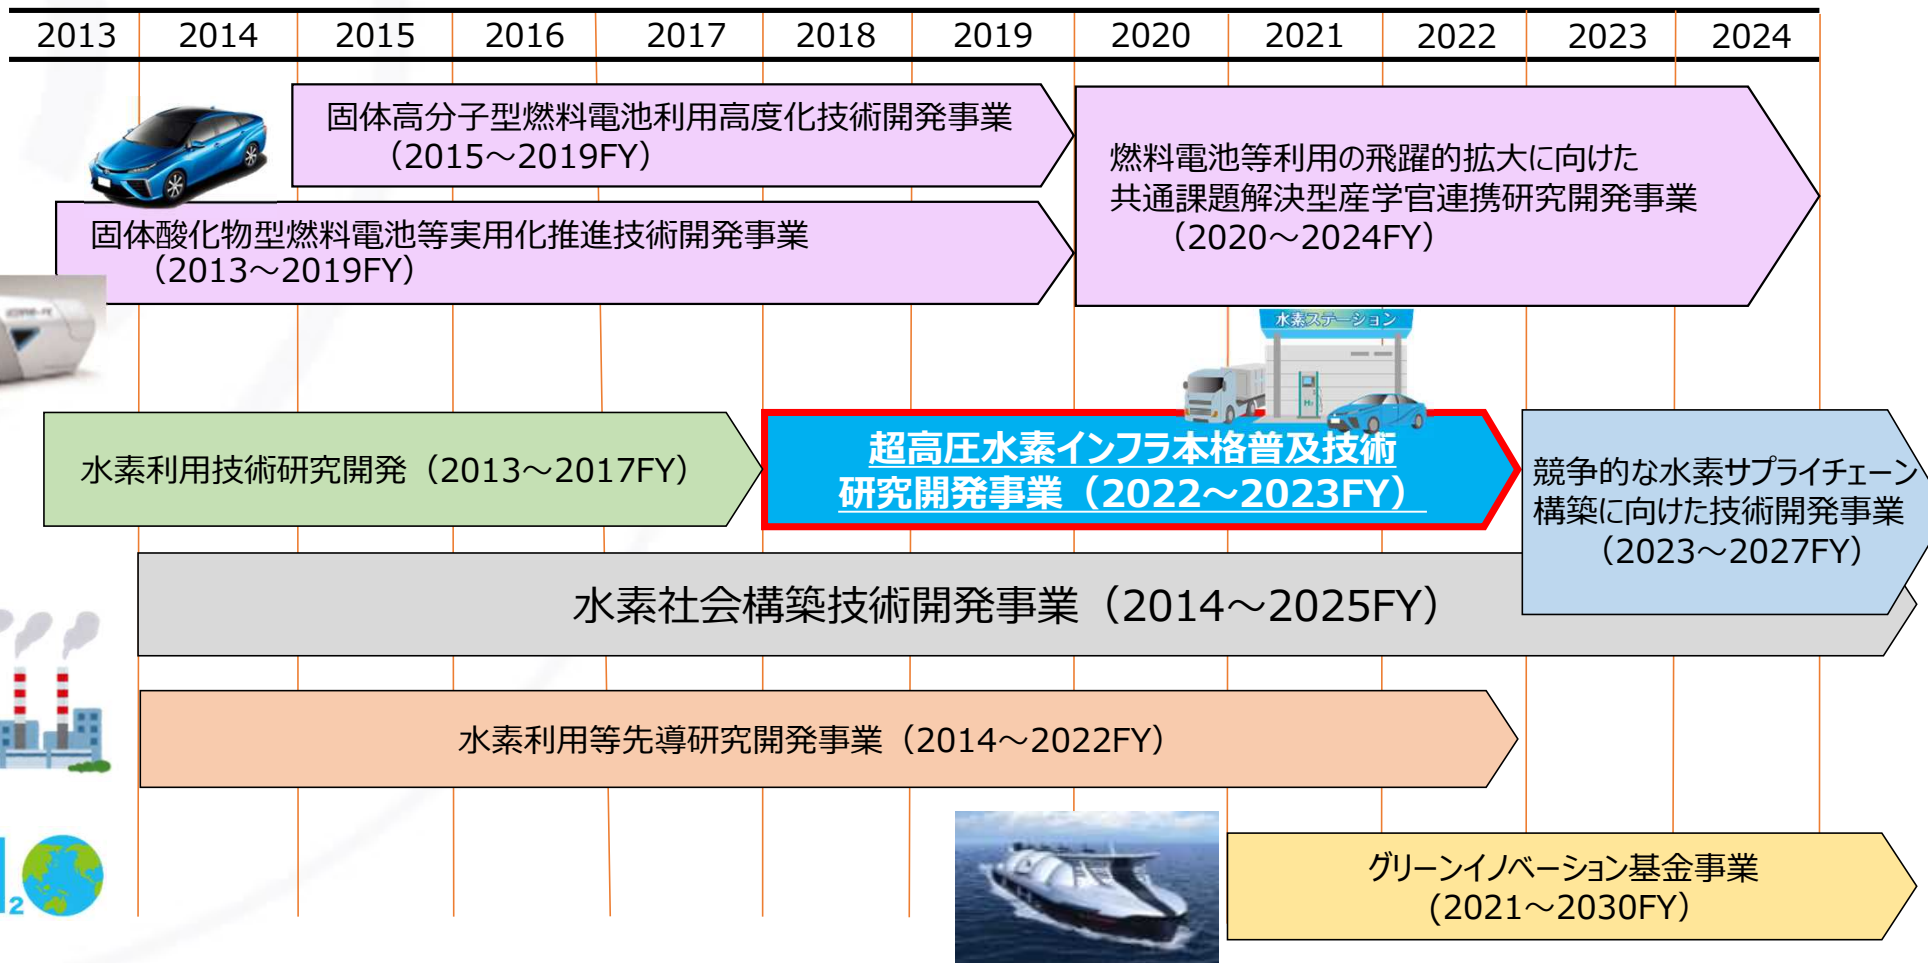 2013 2014 2015 2016 2017 2018 2019 2020 2021 2022 2023 2024
固体高分子型燃料電池利用高度化技術開発事業
（2015～2019FY）
燃料電池等利用の飛躍的拡大に向けた
共通課題解決型産学官連携研究開発事業
（2020～2024FY）
固体酸化物型燃料電池等実用化推進技術開発事業
（2013～2019FY）
水素ステーション
H₂
水素利用技術研究開発（2013～2017FY）
超高圧水素インフラ本格普及技術
研究開発事業（2022～2023FY）
競争的な水素サプライチェーン
構築に向けた技術開発事業
（2023～2027FY）
水素社会構築技術開発事業（2014～2025FY）
水素利用等先導研究開発事業（2014～2022FY）
2
グリーンイノベーション基金事業
(2021～2030FY）